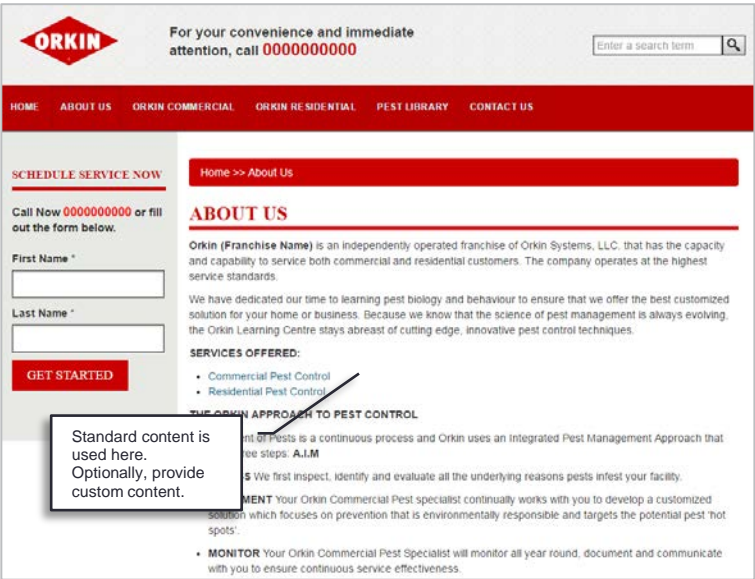 ORKIN
For your convenience and immediate
attention, call 0000000000
Enter a search term
HOME ABOUT US ORKIN COMMERCIAL ORKIN RESIDENTIAL PEST LIBRARY CONTACT US
SCHEDULE SERVICE NOW
Call Now 0000000000 or fill
out the form below.
First Name *
Last Name *
GET STARTED
Home >> About Us
ABOUT US
Orkin (Franchise Name) is an independently operated franchise of Orkin Systems, LLC. that has the capacity
and capability to service both commercial and residential customers. The company operates at the highest
service standards.
We have dedicated our time to learning pest biology and behaviour to ensure that we offer the best customized
solution for your home or business. Because we know that the science of pest management is always evolving,
the Orkin Learning Centre stays abreast of cutting edge, innovative pest control techniques.
SERVICES OFFERED:
• Commercial Pest Control
• Residential Pest Control
THE ORKIN APPROACH TO PEST CONTROL
of Pests is a continuous process and Orkin uses an Integrated Pest Management Approach that
steps: A.I.M
We first inspect, identify and evaluate all the underlying reasons pests infest your facility.
Your Orkin Commercial Pest specialist continually works with you to develop a customized
solution which focuses on prevention that is environmentally responsible and targets the potential pest 'hot
spots'.
• MONITOR Your Orkin Commercial Pest Specialist will monitor all year round, document and communicate
with you to ensure continuous service effectiveness.
Standard content is
used here.
Optionally, provide
custom content.